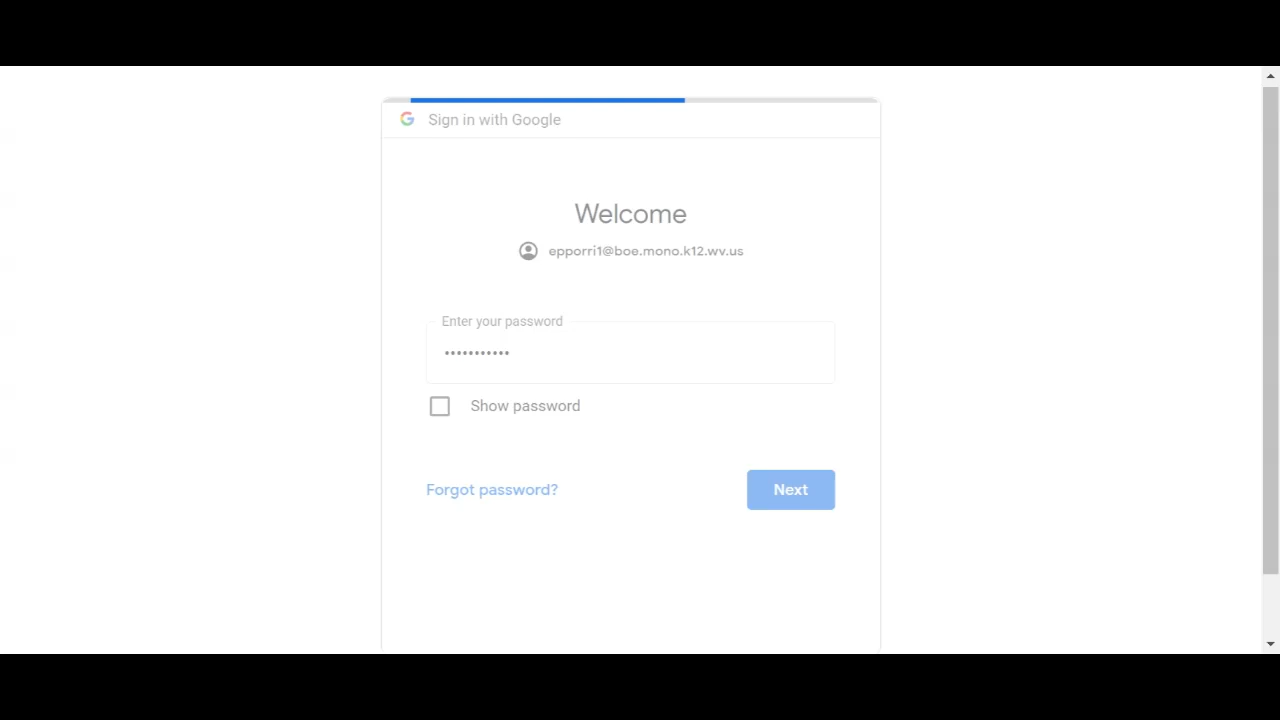 Sign in with Google
Welcome
epporri1@boe.mono.k12.wv.us
Enter your password
•••••••••••
Show password
Forgot password?
Next